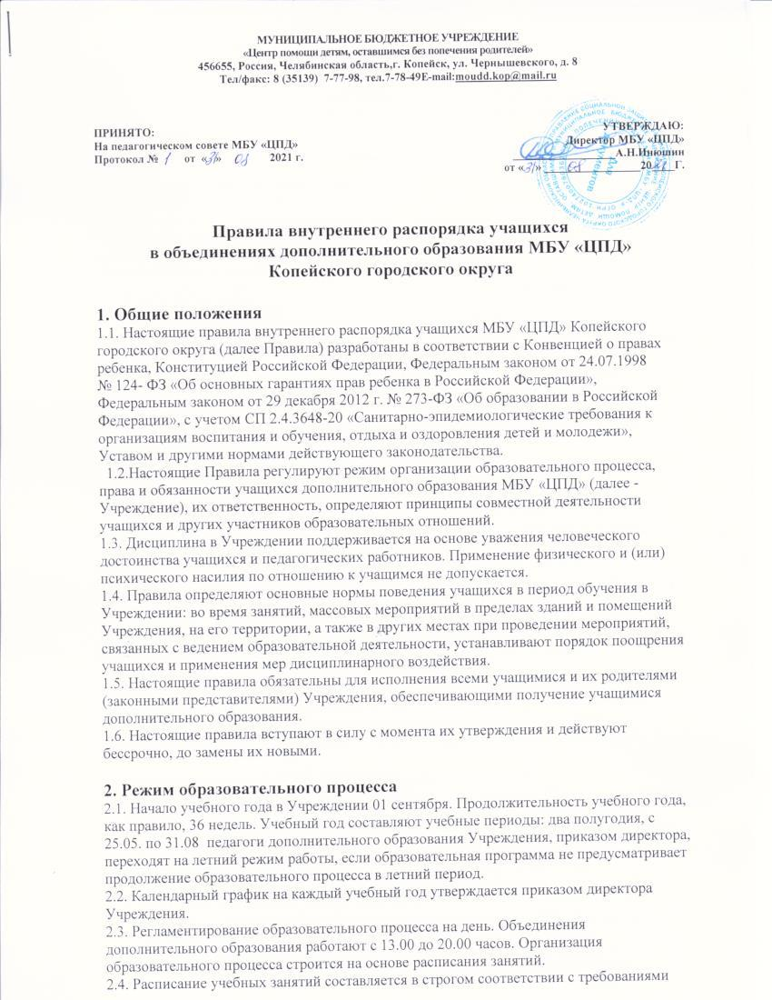 МУНИЦИПАЛЬНОЕ БЮДЖЕТНОЕ УЧРЕЖДЕНИЕ
«Центр помощи детям, оставшимся без попечения родителей»
456655, Россия, Челябинская область,г. Копейск, ул. Чернышевского, д. 8
Тел/факс: 8 (35139) 7-77-98, тел.7-78-49E-mail:moudd.kop@mail.ru
ПРИНЯТО:
На педагогическом совете МБУ «ЦПД»
Протокол № 1 от «31» 08 2021 г.
УТВЕРЖДАЮ:
Директор МБУ «ЦПД»
А.Н.Инюшин
от «31» 08 2021 Г.
Для документов
Правила внутреннего распорядка учащихся
в объединениях дополнительного образования МБУ «ЦПД»
Копейского городского округа
1. Общие положения
1.1. Настоящие правила внутреннего распорядка учащихся МБУ «ЦПД» Копейского
городского округа (далее Правила) разработаны в соответствии с Конвенцией о правах
ребенка, Конституцией Российской Федерации, Федеральным законом от 24.07.1998
№ 124- ФЗ «Об основных гарантиях прав ребенка в Российской Федерации»,
Федеральным законом от 29 декабря 2012 г. № 273-ФЗ «Об образовании в Российской
Федерации», с учетом СП 2.4.3648-20 «Санитарно-эпидемиологические требования к
организациям воспитания и обучения, отдыха и оздоровления детей и молодежи»,
Уставом и другими нормами действующего законодательства.
1.2.Настоящие Правила регулируют режим организации образовательного процесса,
права и обязанности учащихся дополнительного образования МБУ «ЦПД» (далее -
Учреждение), их ответственность, определяют принципы совместной деятельности
учащихся и других участников образовательных отношений.
1.3. Дисциплина в Учреждении поддерживается на основе уважения человеческого
достоинства учащихся и педагогических работников. Применение физического и (или)
психического насилия по отношению к учащимся не допускается.
1.4. Правила определяют основные нормы поведения учащихся в период обучения в
Учреждении: во время занятий, массовых мероприятий в пределах зданий и помещений
Учреждения, на его территории, а также в других местах при проведении мероприятий,
связанных с ведением образовательной деятельности, устанавливают порядок поощрения
учащихся и применения мер дисциплинарного воздействия.
1.5. Настоящие правила обязательны для исполнения всеми учащимися и их родителями
(законными представителями) Учреждения, обеспечивающими получение учащимися
дополнительного образования.
1.6. Настоящие правила вступают в силу с момента их утверждения и действуют
бессрочно, до замены их новыми.
2. Режим образовательного процесса
2.1. Начало учебного года в Учреждении 01 сентября. Продолжительность учебного года,
как правило, 36 недель. Учебный год составляют учебные периоды: два полугодия, с
25.05. по 31.08 педагоги дополнительного образования Учреждения, приказом директора,
переходят на летний режим работы, если образовательная программа не предусматривает
продолжение образовательного процесса в летний период.
2.2. Календарный график на каждый учебный год утверждается приказом директора
Учреждения.
2.3. Регламентирование образовательного процесса на день. Объединения
дополнительного образования работают с 13.00 до 20.00 часов. Организация
образовательного процесса строится на основе расписания занятий.
2.4. Расписание учебных занятий составляется в строгом соответствии с требованиями